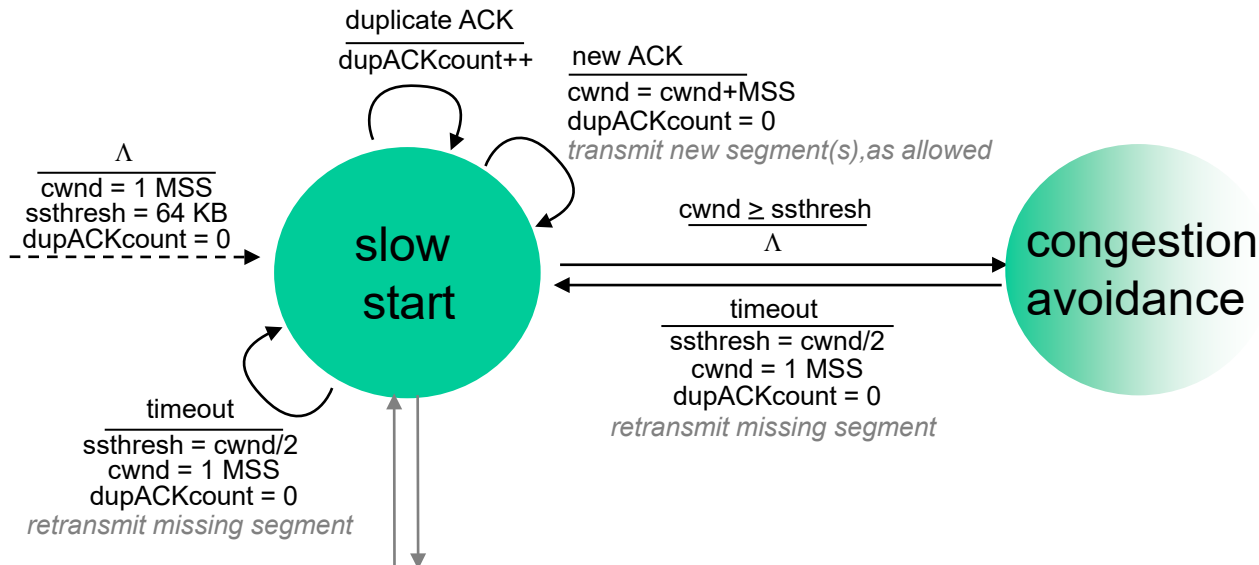 duplicate ACK
dupACKcount++
new ACK
cwnd = cwnd+MSS
dupACKcount = 0
transmit new segment(s),as allowed
Λ
cwnd = 1 MSS
ssthresh = 64 KB
dupACKcount = 0
slow
start
cwnd ≥ ssthresh
Λ
congestion
avoidance
timeout
ssthresh = cwnd/2
cwnd = 1 MSS
dupACKcount = 0
retransmit missing segment
timeout
ssthresh = cwnd/2
cwnd = 1 MSS
dupACKcount = 0
retransmit missing segment